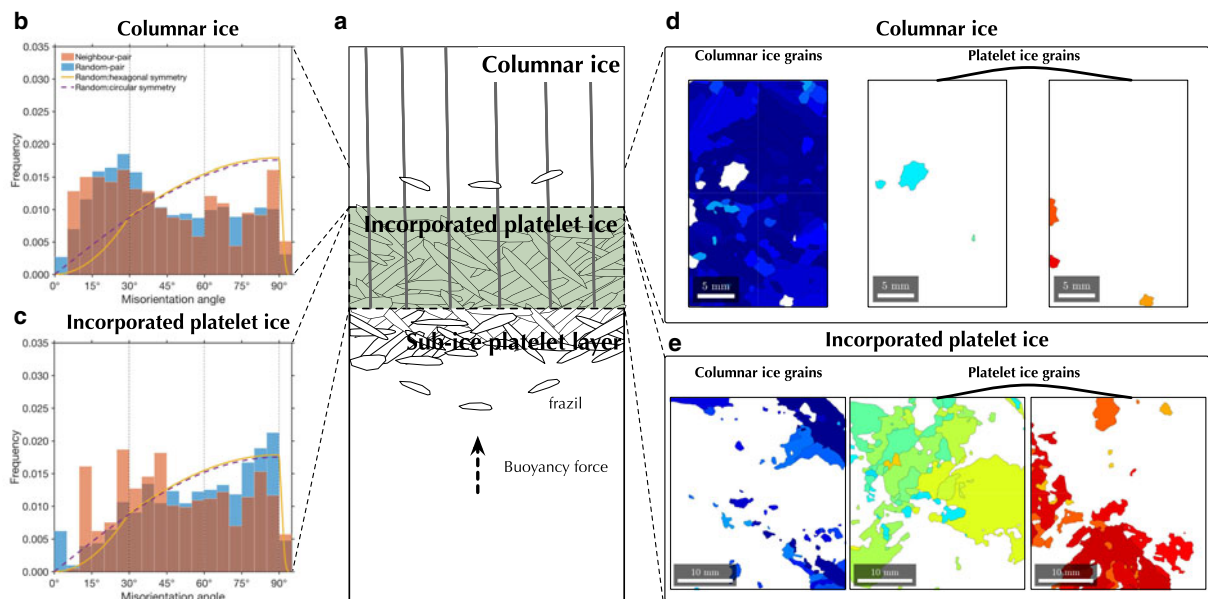 b
Columnar ice
0.035
0.030
0.025
0.020
0.015
0.010
0.005
0.000
Frequency
Neighbour-pair
Random-pair
Random:hexagonal symmetry
Random:circular symmetry
0°
15°
30°
45°
60°
75°
90°
Misorientation angle
c
Incorporated platelet ice
0.035
0.030
0.025
0.020
0.015
0.010
0.005
0.000
Frequency
0°
15°
30°
45°
60°
75°
90°
Misorientation angle
a
Columnar ice
Incorporated platelet ice
Sub-ice platelet layer
frazil
Buoyancy force
d
Columnar ice
Columnar ice grains
Platelet ice grains
5 mm
5 mm
5 mm
e
Incorporated platelet ice
Columnar ice grains
Platelet ice grains
10 mm
10 mm
10 mm